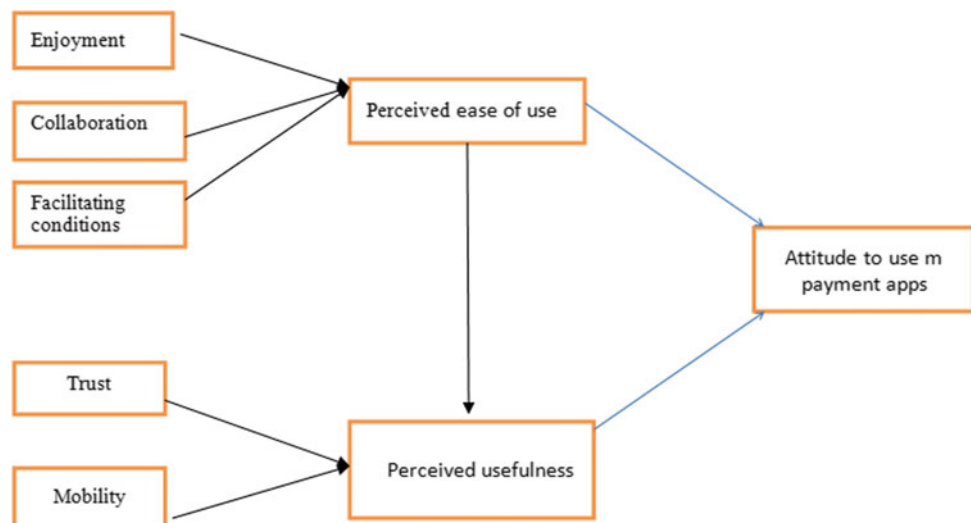 Enjoyment
Collaboration
Facilitating
conditions
Perceived ease of use
Attitude to use m
payment apps
Trust
Mobility
Perceived usefulness